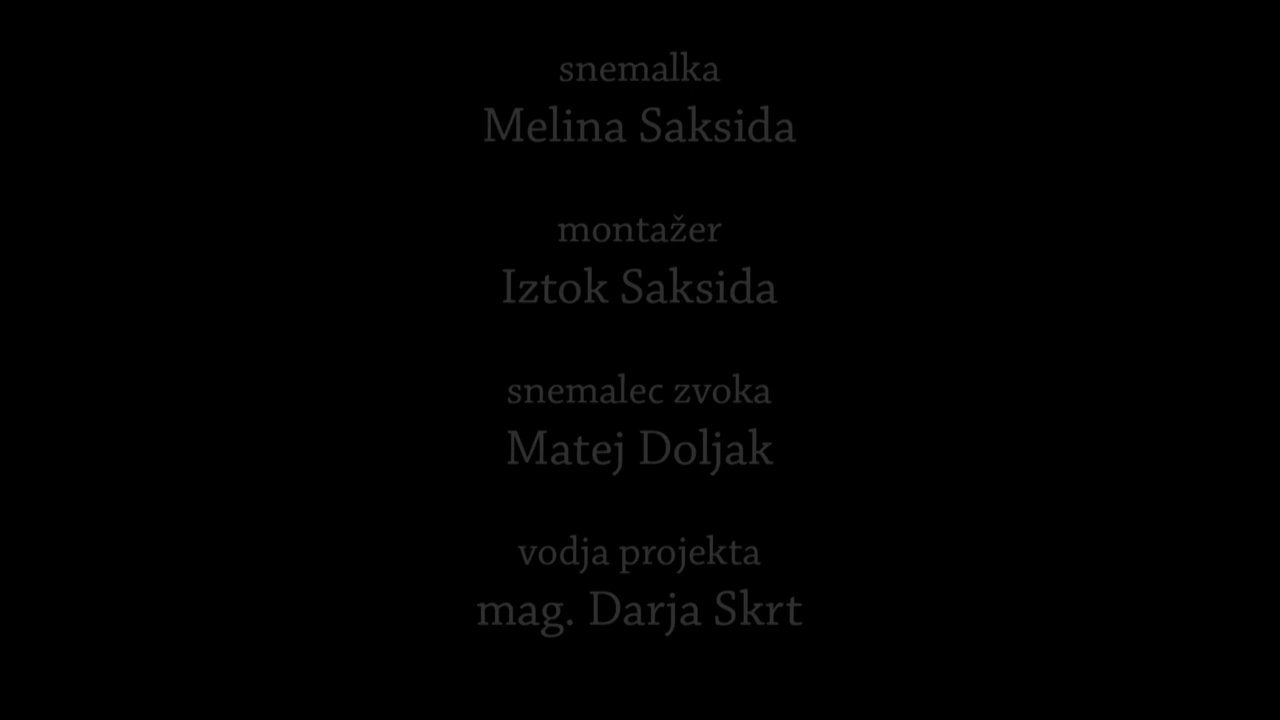 snemalka
Melina Saksida
montažer
Iztok Saksida
snemalec zvoka
Matej Doljak
vodja projekta
mag. Darja Skrt